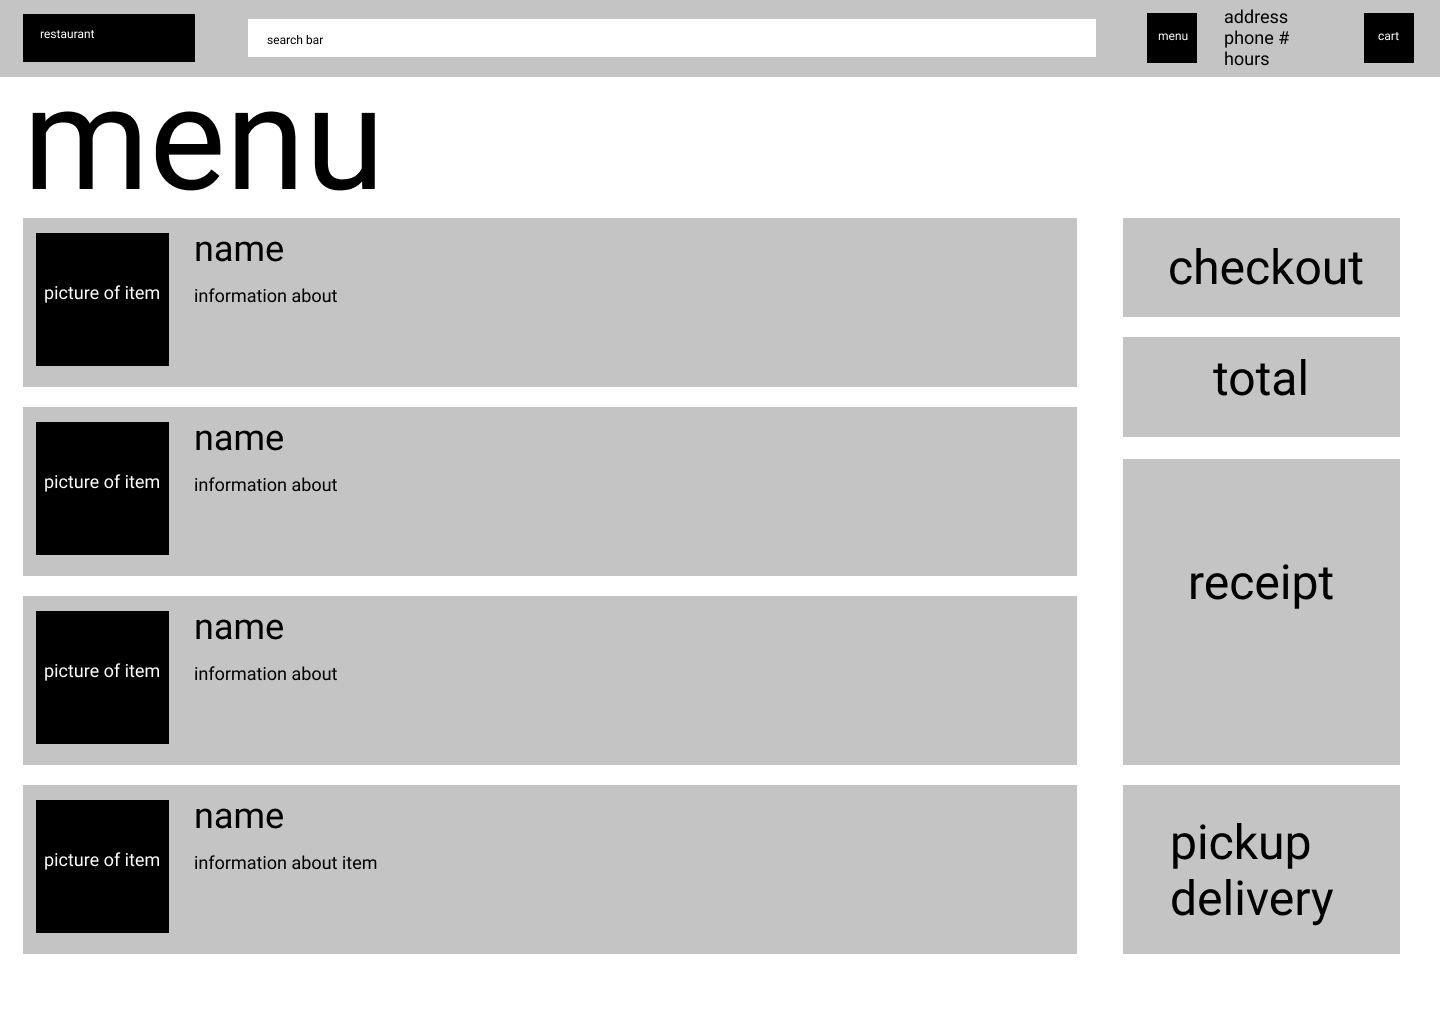 restaurant
search bar
menu
address
phone #
hours
cart
menu
picture of item
name
information about
picture of item
name
information about
picture of item
name
information about
picture of item
name
information about item
checkout
total
receipt
pickup
delivery